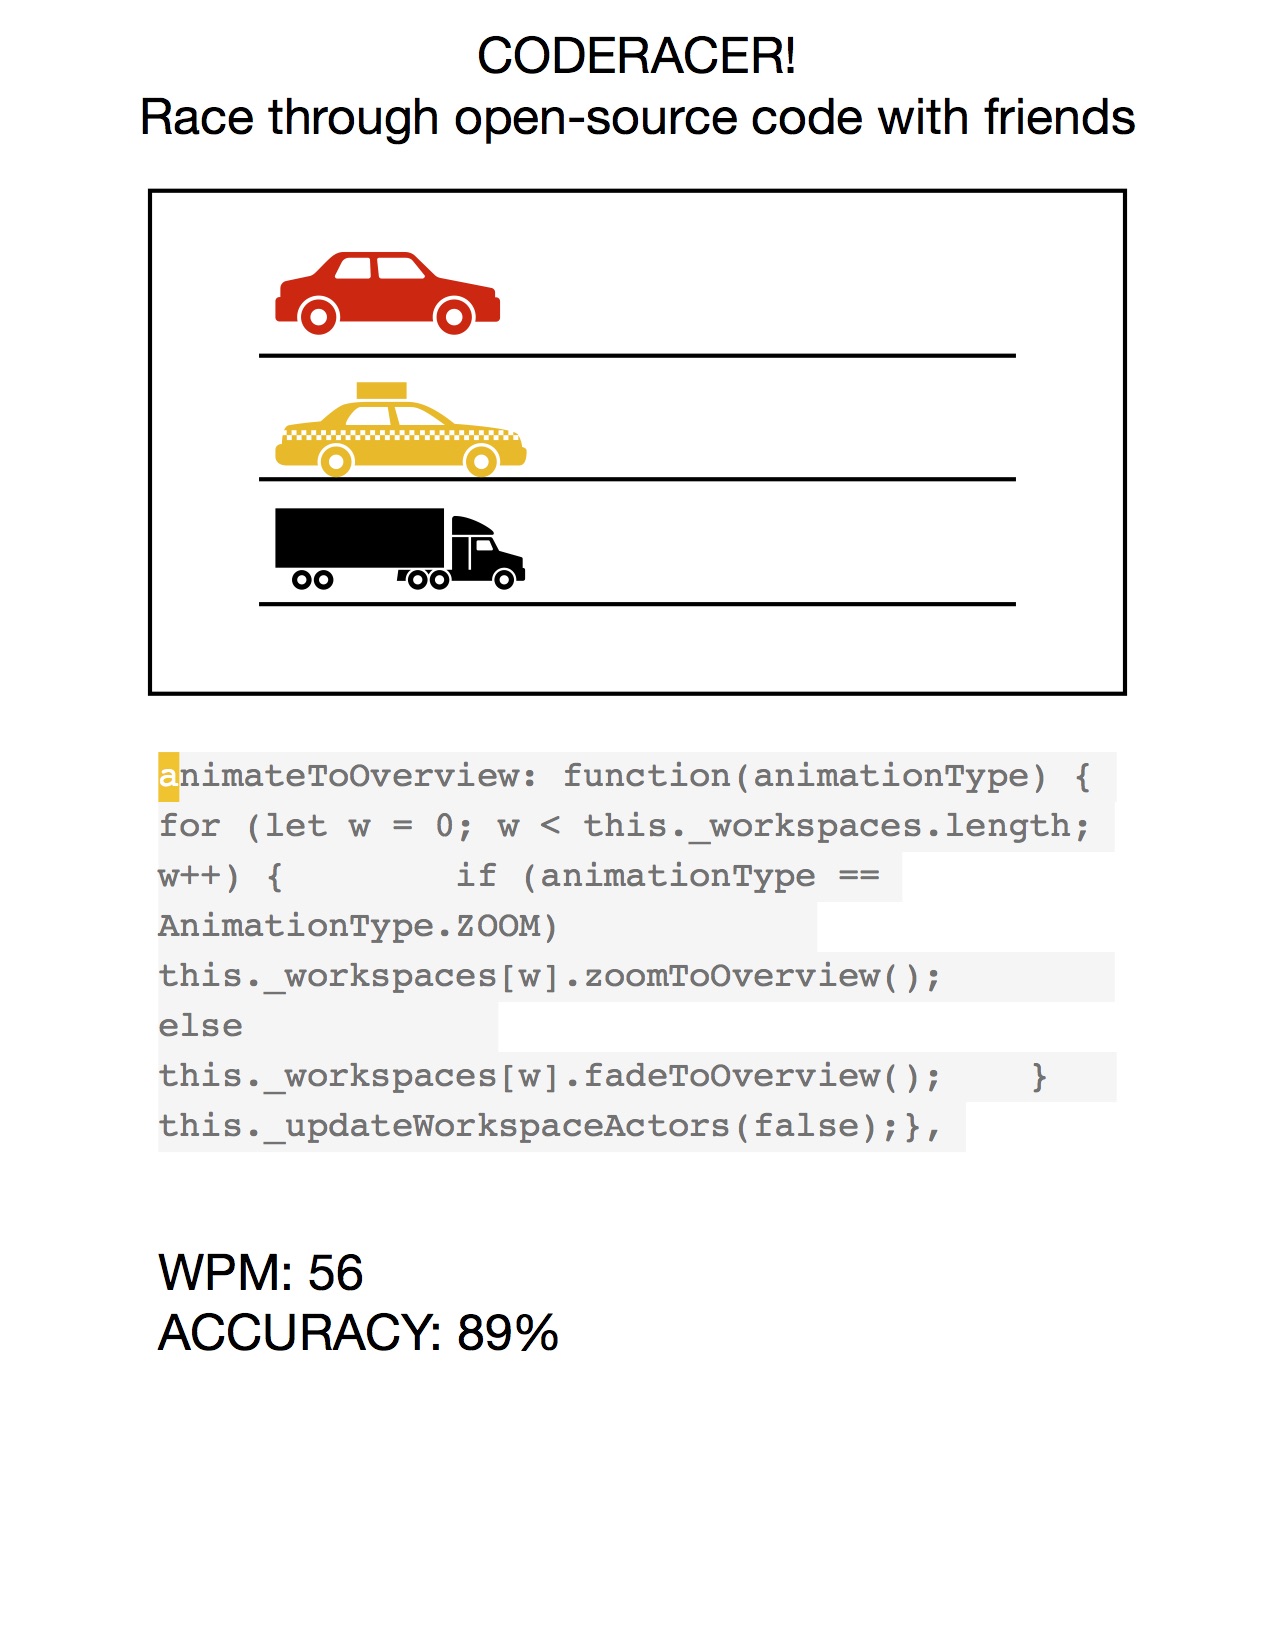 CODERACER!
Race through open-source code with friends
animateToOverview: function(animationType) {
for (let w = 0; w < this._workspaces.length;
w++) {        if (animationType ==
AnimationType.ZOOM)
this._workspaces[w].zoomToOverview();
else
this._workspaces[w].fadeToOverview();    }
this._updateWorkspaceActors(false);},
WPM: 56
ACCURACY: 89%